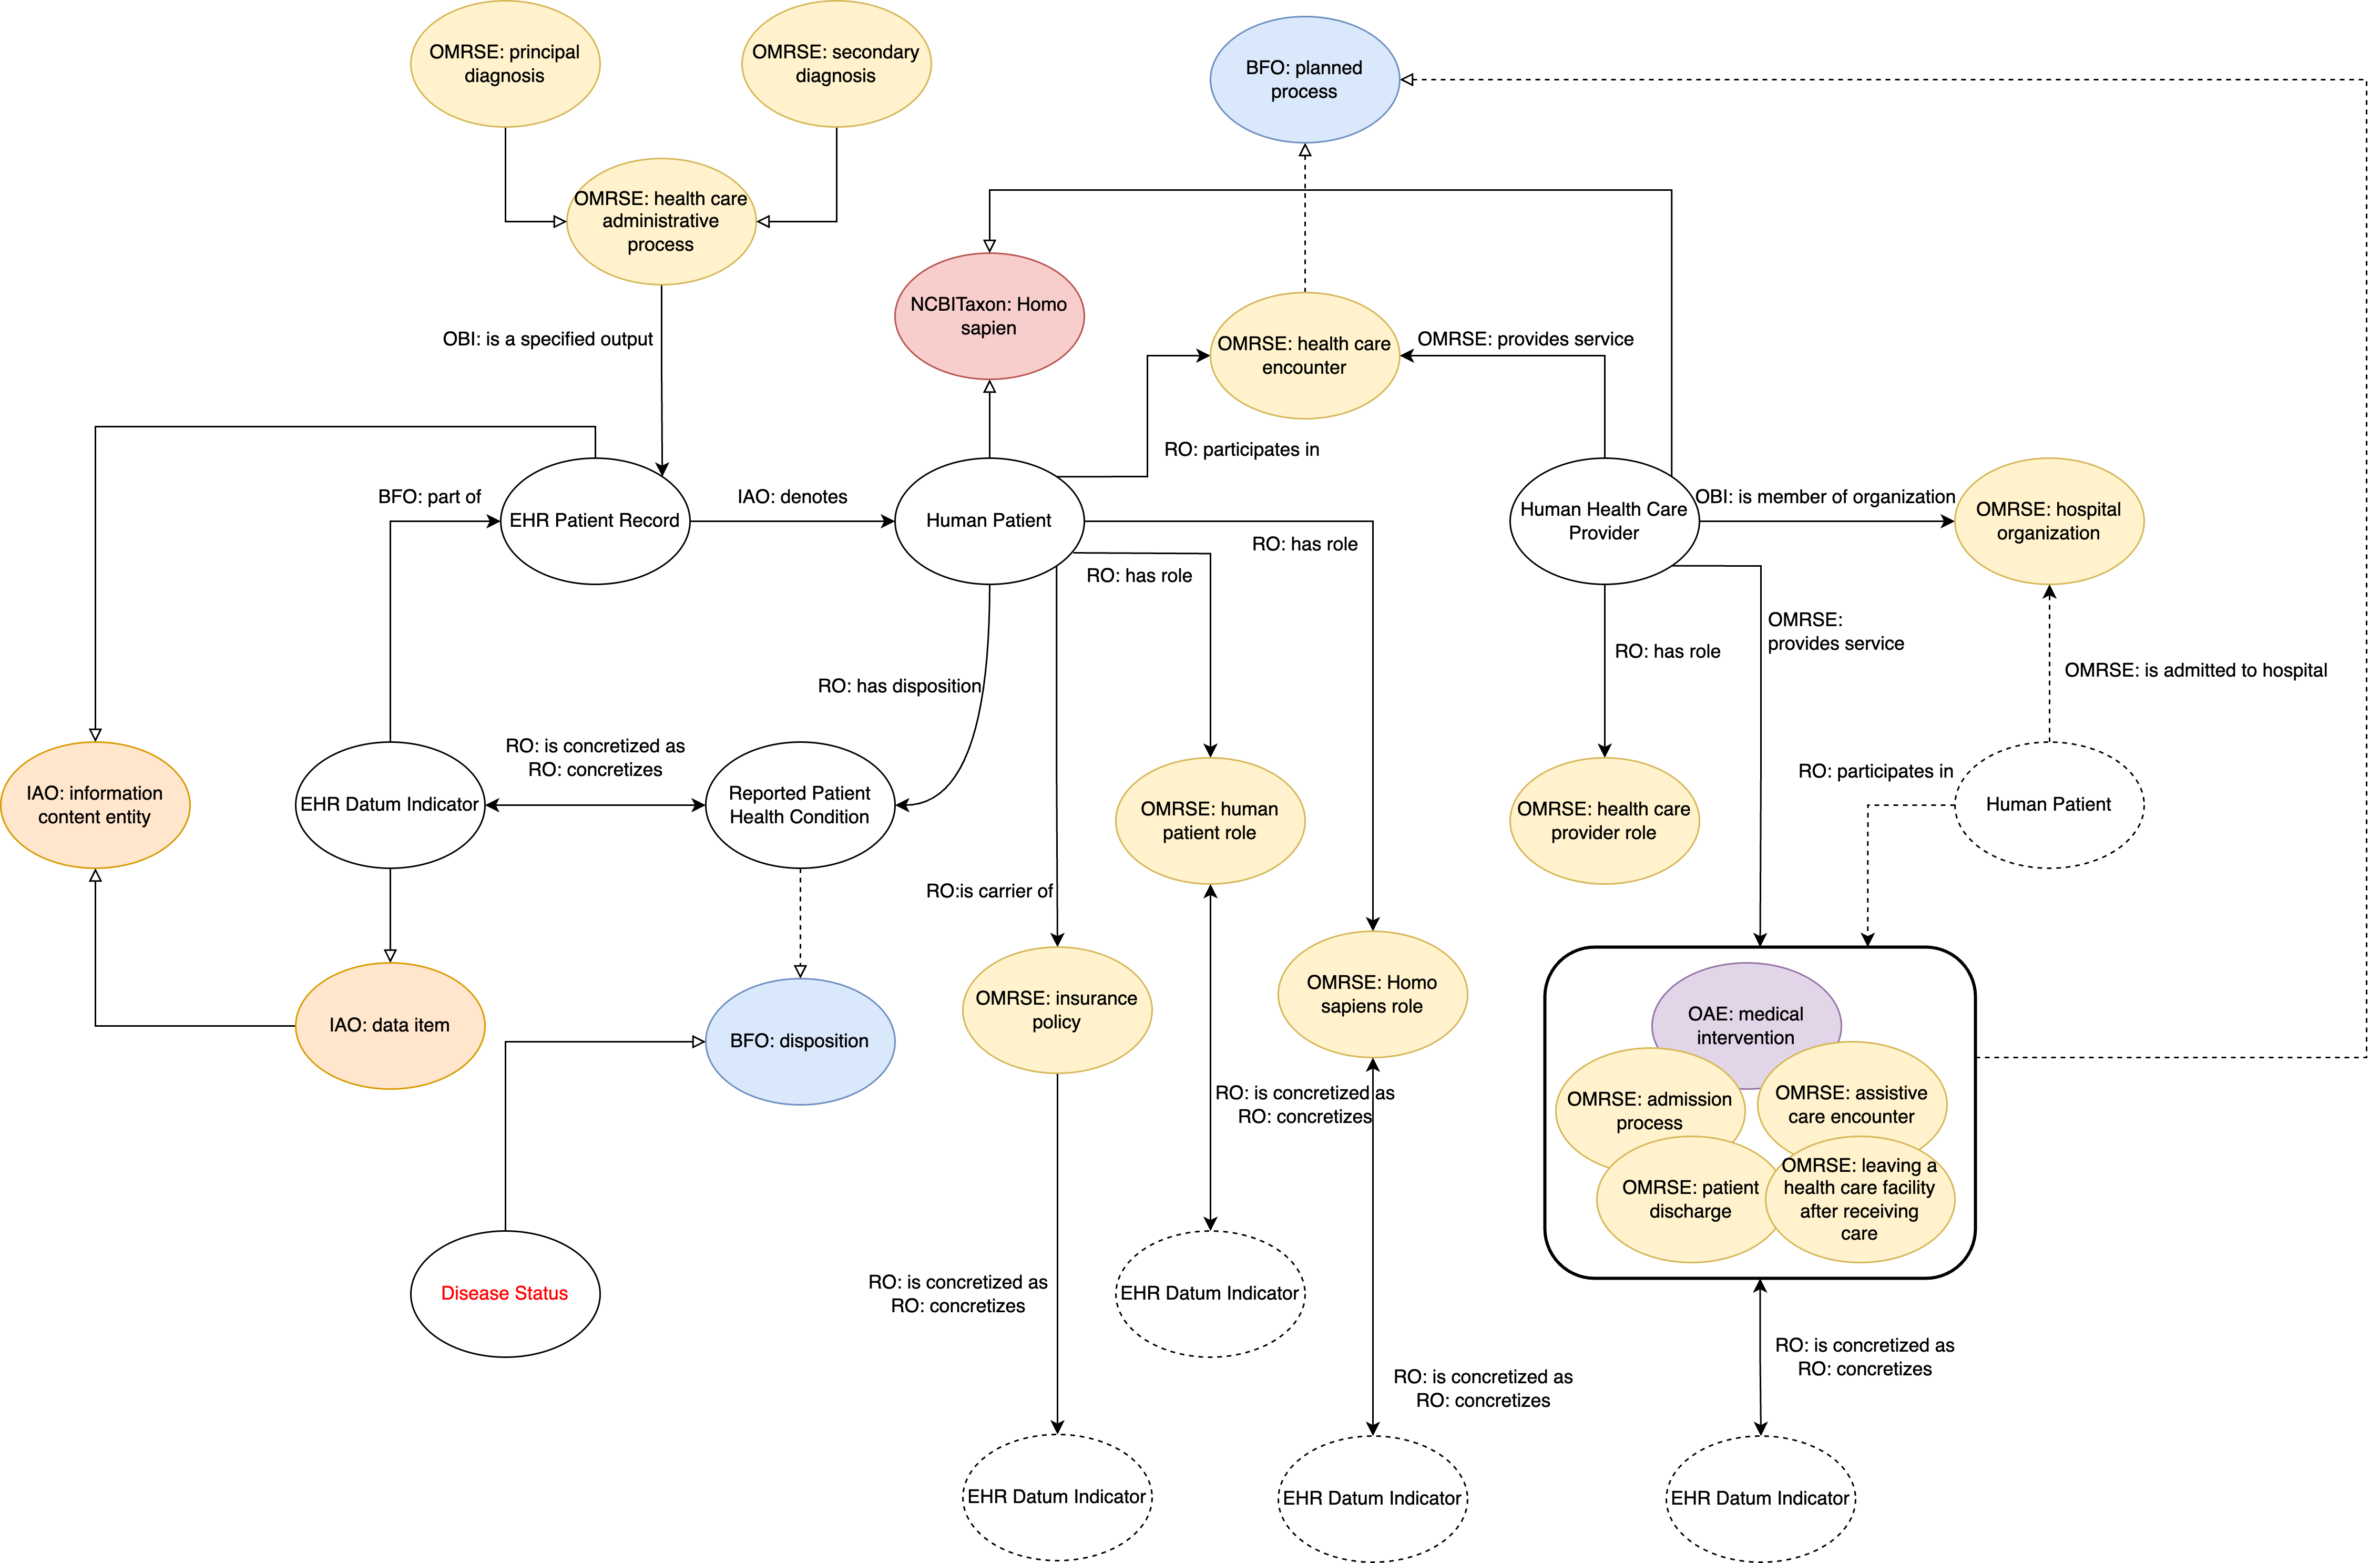 OMRSE: principal
diagnosis
OMRSE: secondary
diagnosis
BFO: planned
process
OMRSE: health care
administrative
process
NCBITaxon: Homo
sapien
OMRSE: health care
encounter
OMRSE: provides service
OBI: is a specified output
RO: participates in
BFO: part of
EHR Patient Record
IAO: denotes
Human Patient
RO: has role
RO: has role
Human Health Care
Provider
OBI: is member of organization
OMRSE: hospital
organization
RO: has role
OMRSE:
provides service
OMRSE: is admitted to hospital
RO: has disposition
RO: is concretized as
RO: concretizes
RO: participates in
IAO: information
content entity
EHR Datum Indicator
Reported Patient
Health Condition
OMRSE: human
patient role
OMRSE: health care
provider role
Human Patient
RO:is carrier of
IAO: data item
BFO: disposition
OMRSE: insurance
policy
OMRSE: Homo
sapiens role
OAE: medical
intervention
OMRSE: admission
process
OMRSE: assistive
care encounter
OMRSE: patient
discharge
OMRSE: leaving a
health care facility
after receiving
care
RO: is concretized as
RO: concretizes
Disease Status
RO: is concretized as
RO: concretizes
EHR Datum Indicator
RO: is concretized as
RO: concretizes
RO: is concretized as
RO: concretizes
EHR Datum Indicator
EHR Datum Indicator
EHR Datum Indicator